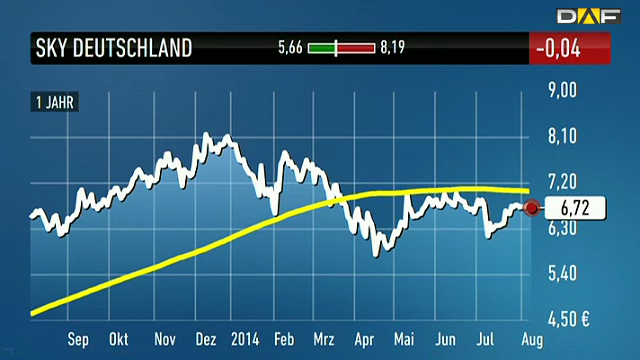 DAF
SKY DEUTSCHLAND 5,66 8,19 -0,04
1 JAHR
9,00
8,10
7,20
6,72
6,30
5,40
4,50 €
Sep Okt Nov Dez 2014 Feb Mrz Apr Mai Jun Jul Aug